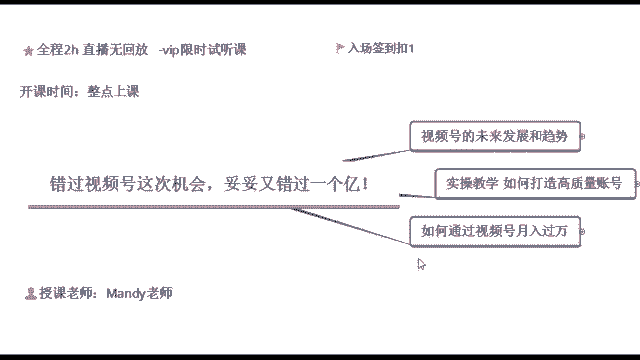 全程2h 直播无回放 -vip限时试听课
入场签到扣1
开课时间：整点上课
视频号的未来发展和趋势
错过视频号这次机会，妥妥又错过一个亿！
实操教学 如何打造高质量账号
如何通过视频号月入过万
授课老师：Mandy老师